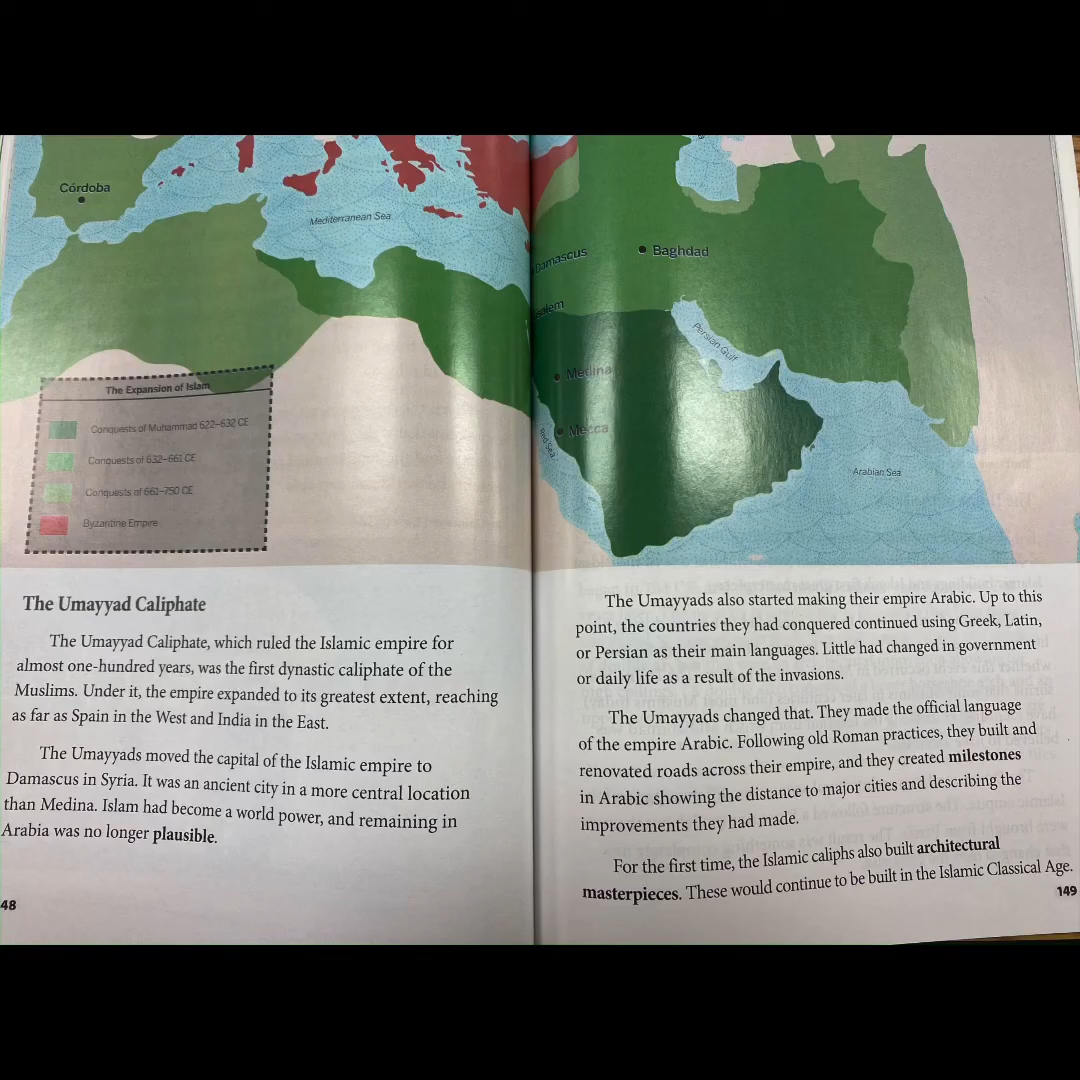 Córdoba
Mediterranean Sea
The Expansion of Islam
Conquests of Muhammad 622–632 CE
Conquests of 632–661 CE
Conquests of 661–750 CE
Byzantine Empire
The Umayyad Caliphate
The Umayyad Caliphate, which ruled the Islamic empire for
almost one-hundred years, was the first dynastic caliphate of the
Muslims. Under it, the empire expanded to its greatest extent, reaching
as far as Spain in the West and India in the East.
The Umayyads moved the capital of the Islamic empire to
Damascus in Syria. It was an ancient city in a more central location
than Medina. Islam had become a world power, and remaining in
Arabia was no longer plausible.
48
Damascus
Baghdad
salem
Persian Gulf
Medina
Mecca
Red Sea
Arabian Sea
The Umayyads also started making their empire Arabic. Up to this
point, the countries they had conquered continued using Greek, Latin,
or Persian as their main languages. Little had changed in government
or daily life as a result of the invasions.
The Umayyads changed that. They made the official language
of the empire Arabic. Following old Roman practices, they built and
renovated roads across their empire, and they created milestones
in Arabic showing the distance to major cities and describing the
improvements they had made.
For the first time, the Islamic caliphs also built architectural
masterpieces. These would continue to be built in the Islamic Classical Age.
149